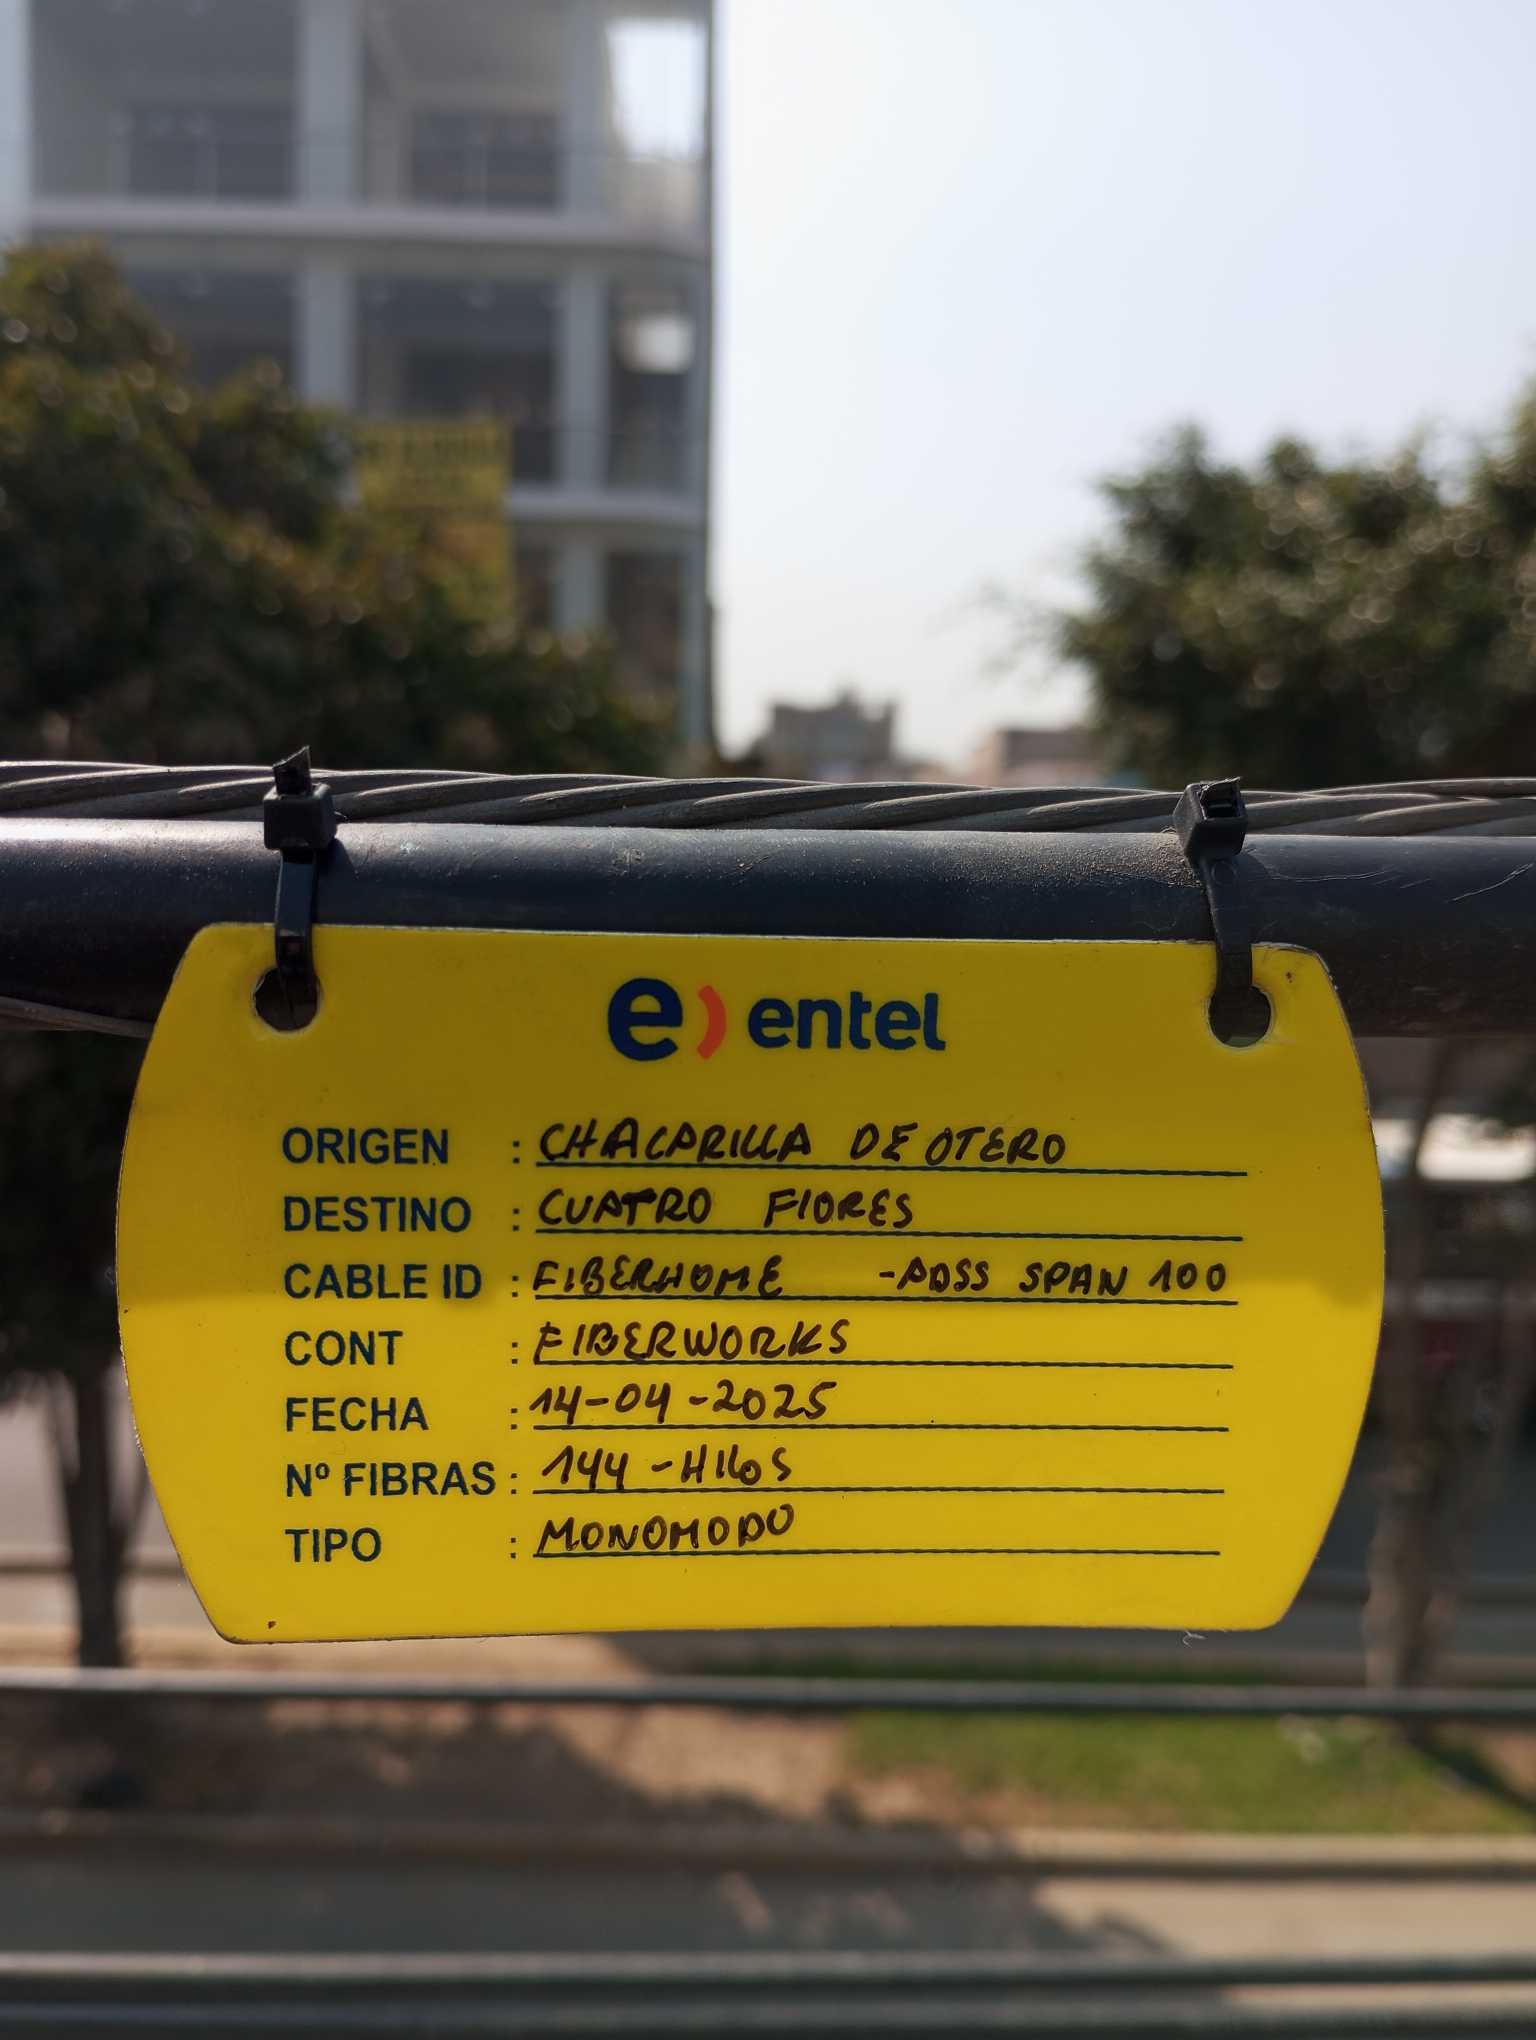 e) entel
ORIGEN : CHACARILLA DE OTERO
DESTINO : CUATRO FLORES
CABLE ID : FIBERHOME -ADSS SPAN 100
CONT : FIBERWORKS
FECHA : 14-04-2025
Nº FIBRAS : 144-HILOS
TIPO : MONOMODO